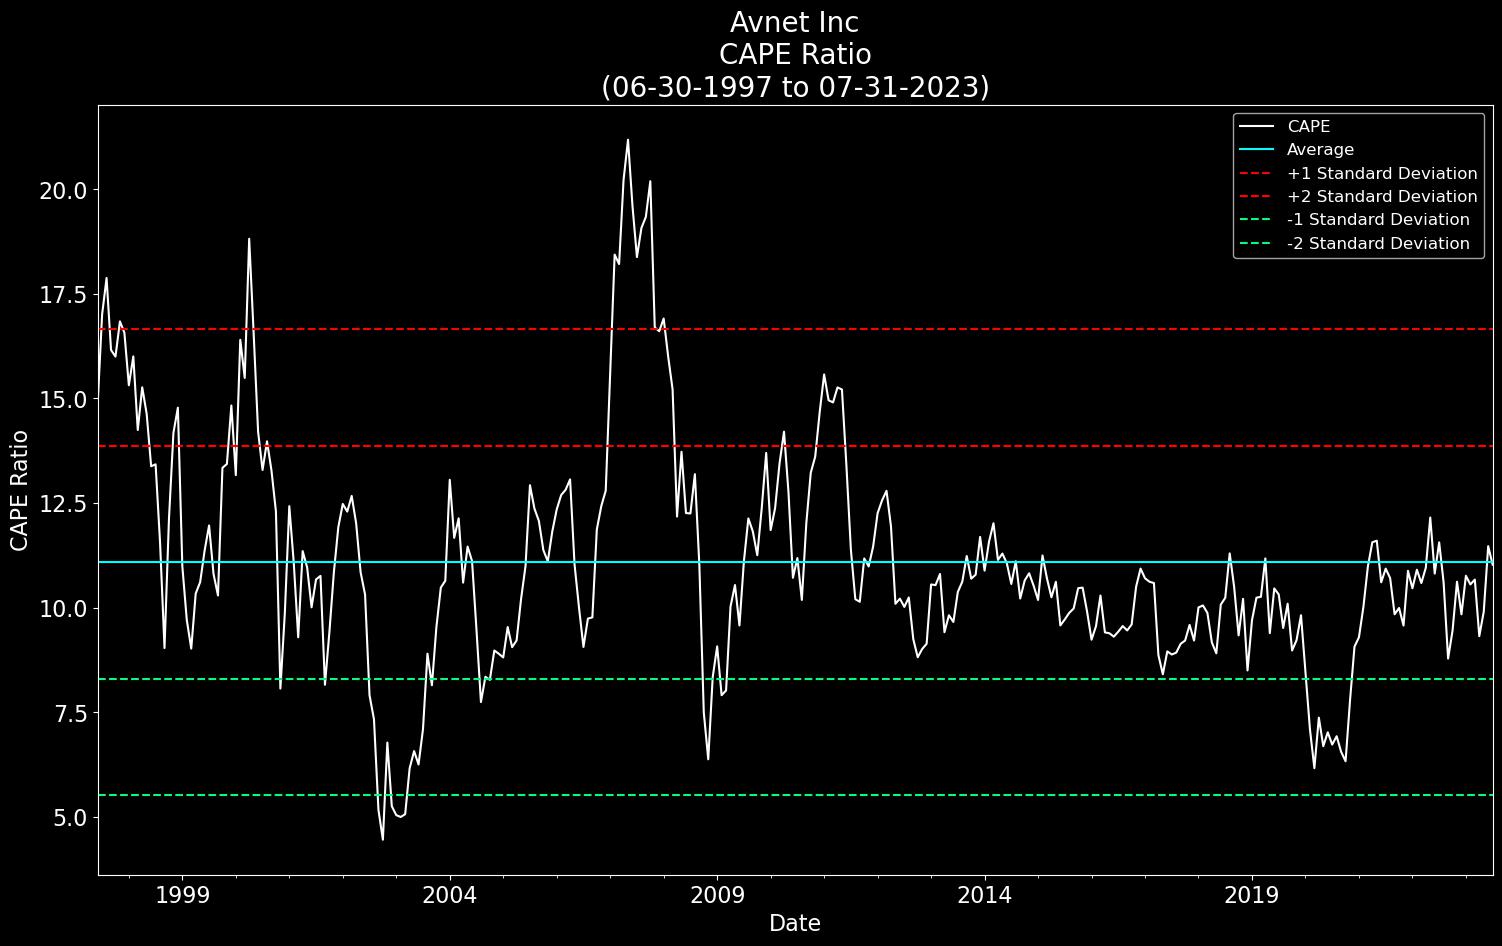 Avnet Inc
CAPE Ratio
(06-30-1997 to 07-31-2023)
CAPE
Average
+1 Standard Deviation
+2 Standard Deviation
-1 Standard Deviation
-2 Standard Deviation
CAPE Ratio
20.0
17.5
15.0
12.5
10.0
7.5
5.0
1999 2004 2009 2014 2019
Date